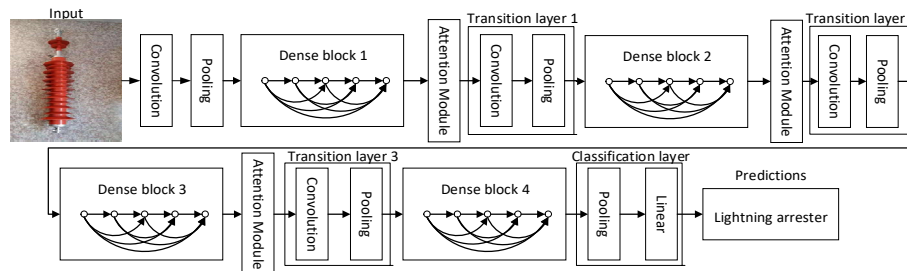 Input
Convolution
Pooling
Dense block 1
Attention Module
Transition layer 1
Convolution
Pooling
Dense block 2
Attention Module
Transition layer
Convolution
Pooling
Dense block 3
Attention Module
Transition layer 3
Convolution
Pooling
Dense block 4
Classification layer
Pooling
Linear
Predictions
Lightning arrester